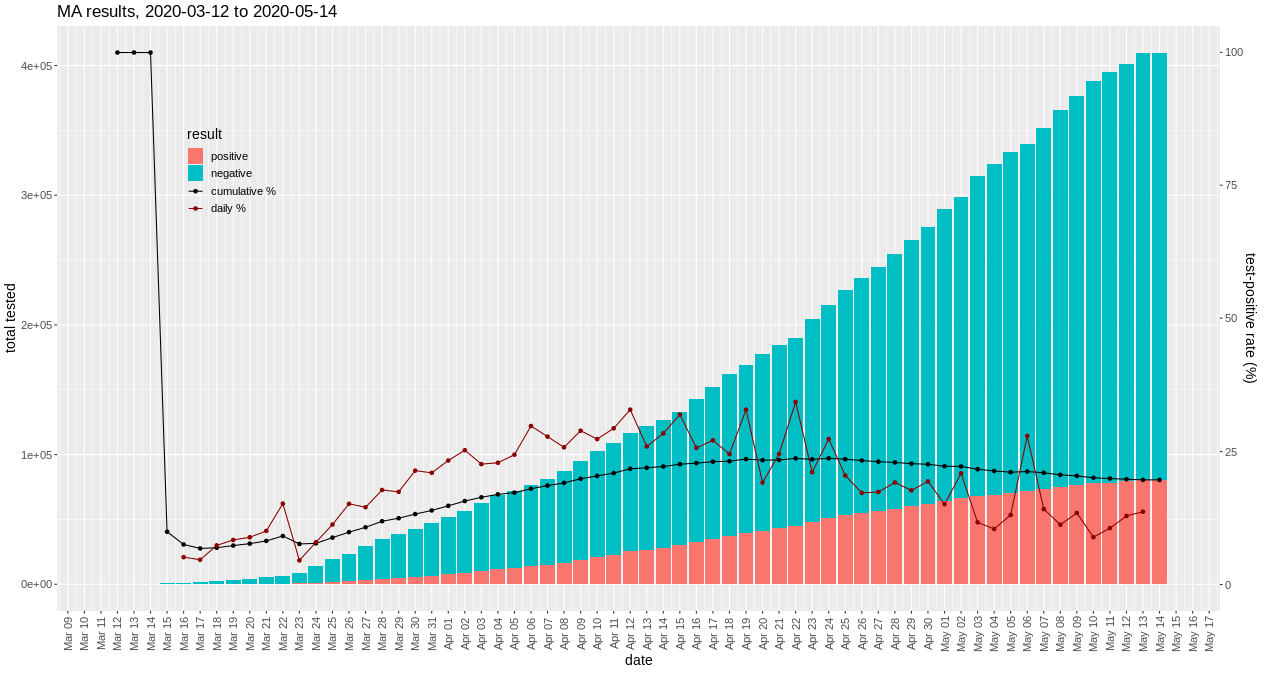 MA results, 2020-03-12 to 2020-05-14
total tested
4e+05
3e+05
2e+05
1e+05
0e+00
result
positive
negative
cumulative %
daily %
100
75
50
25
0
test-positive rate (%)
Mar 09
Mar 10
Mar 11
Mar 12
Mar 13
Mar 14
Mar 15
Mar 16
Mar 17
Mar 18
Mar 19
Mar 20
Mar 21
Mar 22
Mar 23
Mar 24
Mar 25
Mar 26
Mar 27
Mar 28
Mar 29
Mar 30
Mar 31
Apr 01
Apr 02
Apr 03
Apr 04
Apr 05
Apr 06
Apr 07
Apr 08
Apr 09
Apr 10
Apr 11
Apr 12
Apr 13
Apr 14
Apr 15
Apr 16
Apr 17
Apr 18
Apr 19
Apr 20
Apr 21
Apr 22
Apr 23
Apr 24
Apr 25
Apr 26
Apr 27
Apr 28
Apr 29
Apr 30
May 01
May 02
May 03
May 04
May 05
May 06
May 07
May 08
May 09
May 10
May 11
May 12
May 13
May 14
May 15
May 16
May 17
date